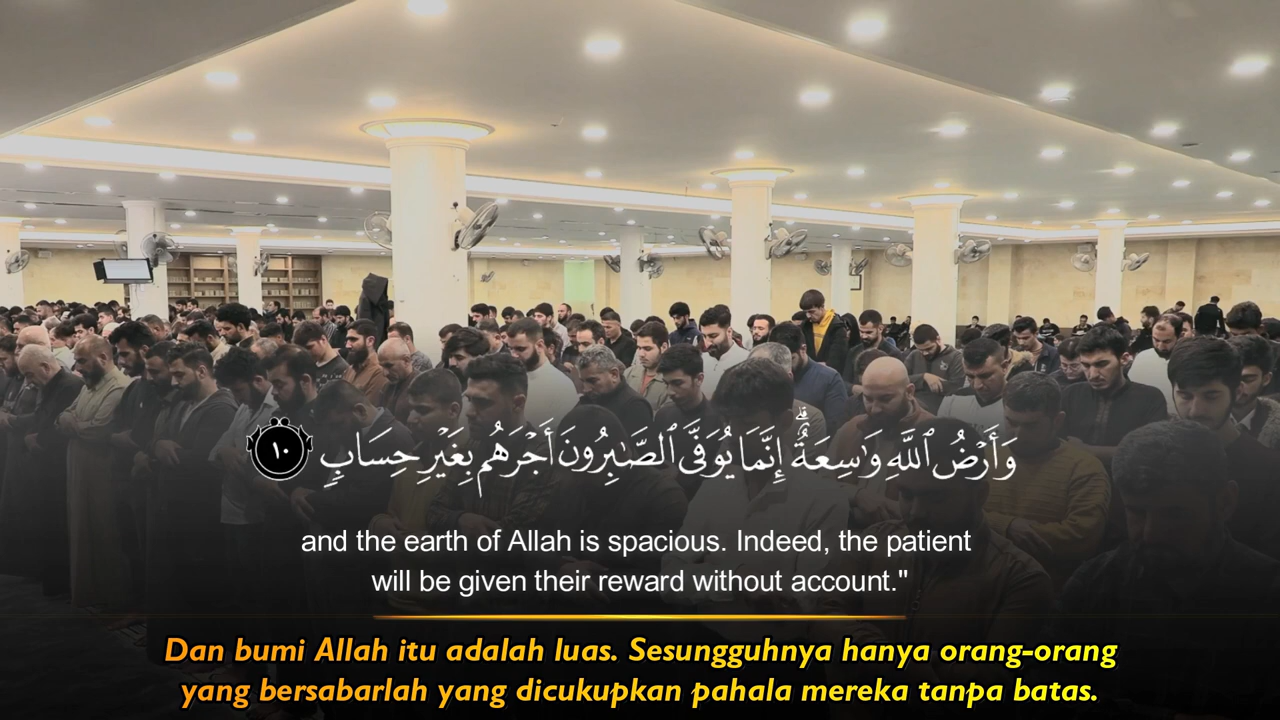 وَأَرْضُ ٱللَّهِ وَٰسِعَةٌ ۗ إِنَّمَا يُوَفَّى ٱلصَّٰبِرُونَ أَجْرَهُم بِغَيْرِ حِسَابٍ ١٠
and the earth of Allah is spacious. Indeed, the patient
will be given their reward without account."
Dan bumi Allah itu adalah luas. Sesungguhnya hanya orang-orang
yang bersabarlah yang dicukupkan pahala mereka tanpa batas.